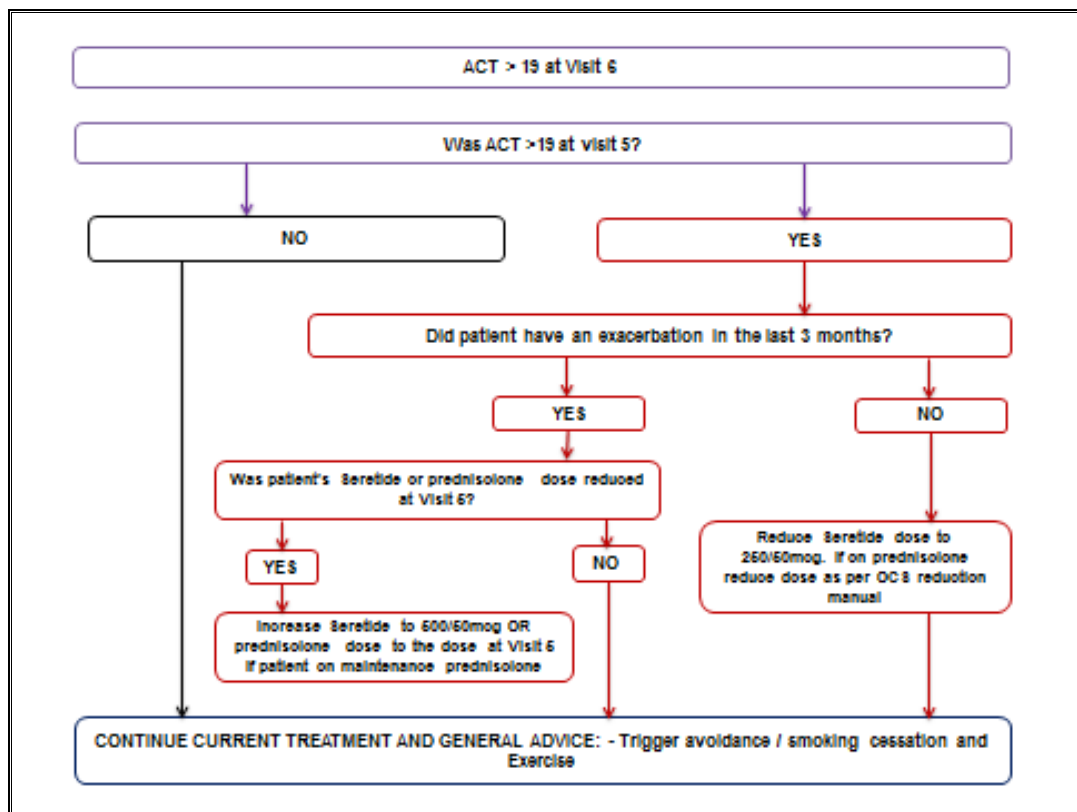 ACT > 19 at Visit 6
Was ACT >19 at visit 5?
NO
YES
Did patient have an exacerbation in the last 3 months?
YES
NO
Was patient's Seretide or prednisolone dose reduced
at Visit 5?
Reduce Seretide dose to
250/50mcg. If on prednisolone
reduce dose as per OCS reduction
manual
YES
NO
Increase Seretide to 500/50mcg OR
prednisolone dose to the dose at Visit 5
if patient on maintenance prednisolone
CONTINUE CURRENT TREATMENT AND GENERAL ADVICE: - Trigger avoidance / smoking cessation and
Exercise